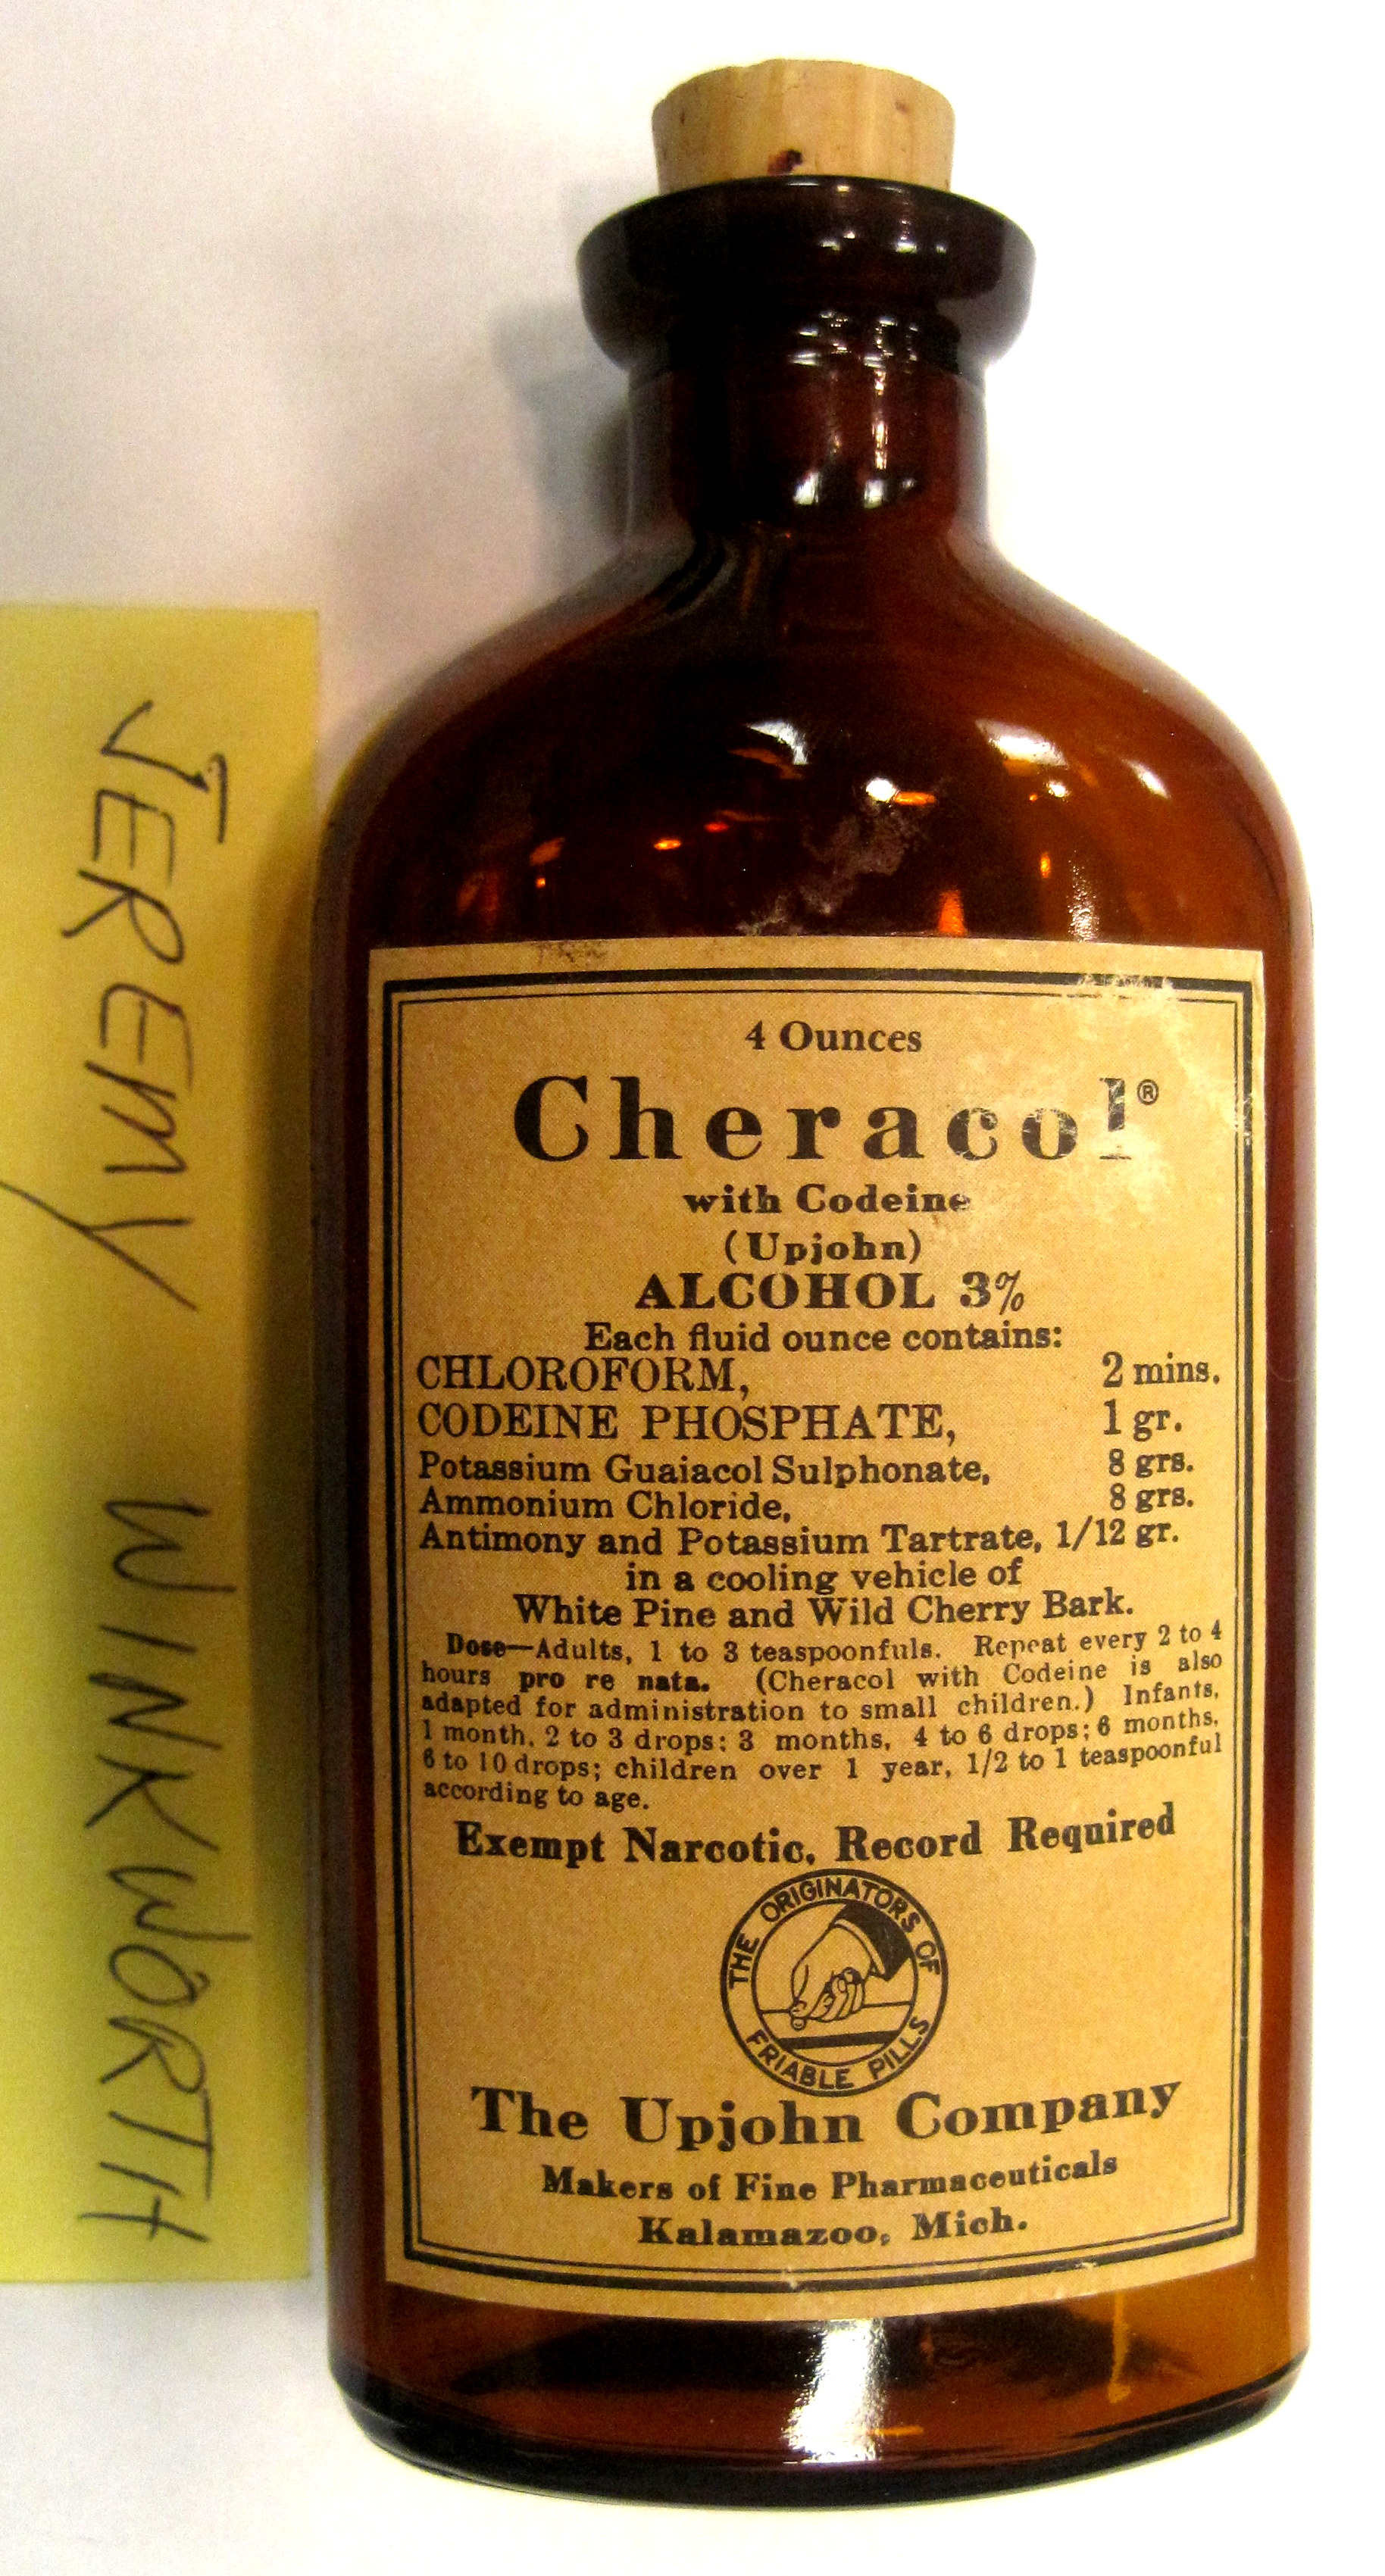 JEREMY WINKWORTH
4 Ounces
Cheracol®
with Codeine
(Upjohn)
ALCOHOL 3%
Each fluid ounce contains:
CHLOROFORM, 2 mins.
CODEINE PHOSPHATE, 1 gr.
Potassium Guaiacol Sulphonate, 8 grs.
Ammonium Chloride, 8 grs.
Antimony and Potassium Tartrate, 1/12 gr.
in a cooling vehicle of
White Pine and Wild Cherry Bark.
Dose—Adults, 1 to 3 teaspoonfuls. Repeat every 2 to 4
hours pro re nata. (Cheracol with Codeine is also
adapted for administration to small children.) Infants,
1 month, 2 to 3 drops; 3 months, 4 to 6 drops; 6 months,
6 to 10 drops; children over 1 year, 1/2 to 1 teaspoonful
according to age.
Exempt Narcotic, Record Required
THE ORIGINATORS OF
FRIABLE PILLS
The Upjohn Company
Makers of Fine Pharmaceuticals
Kalamazoo, Mich.